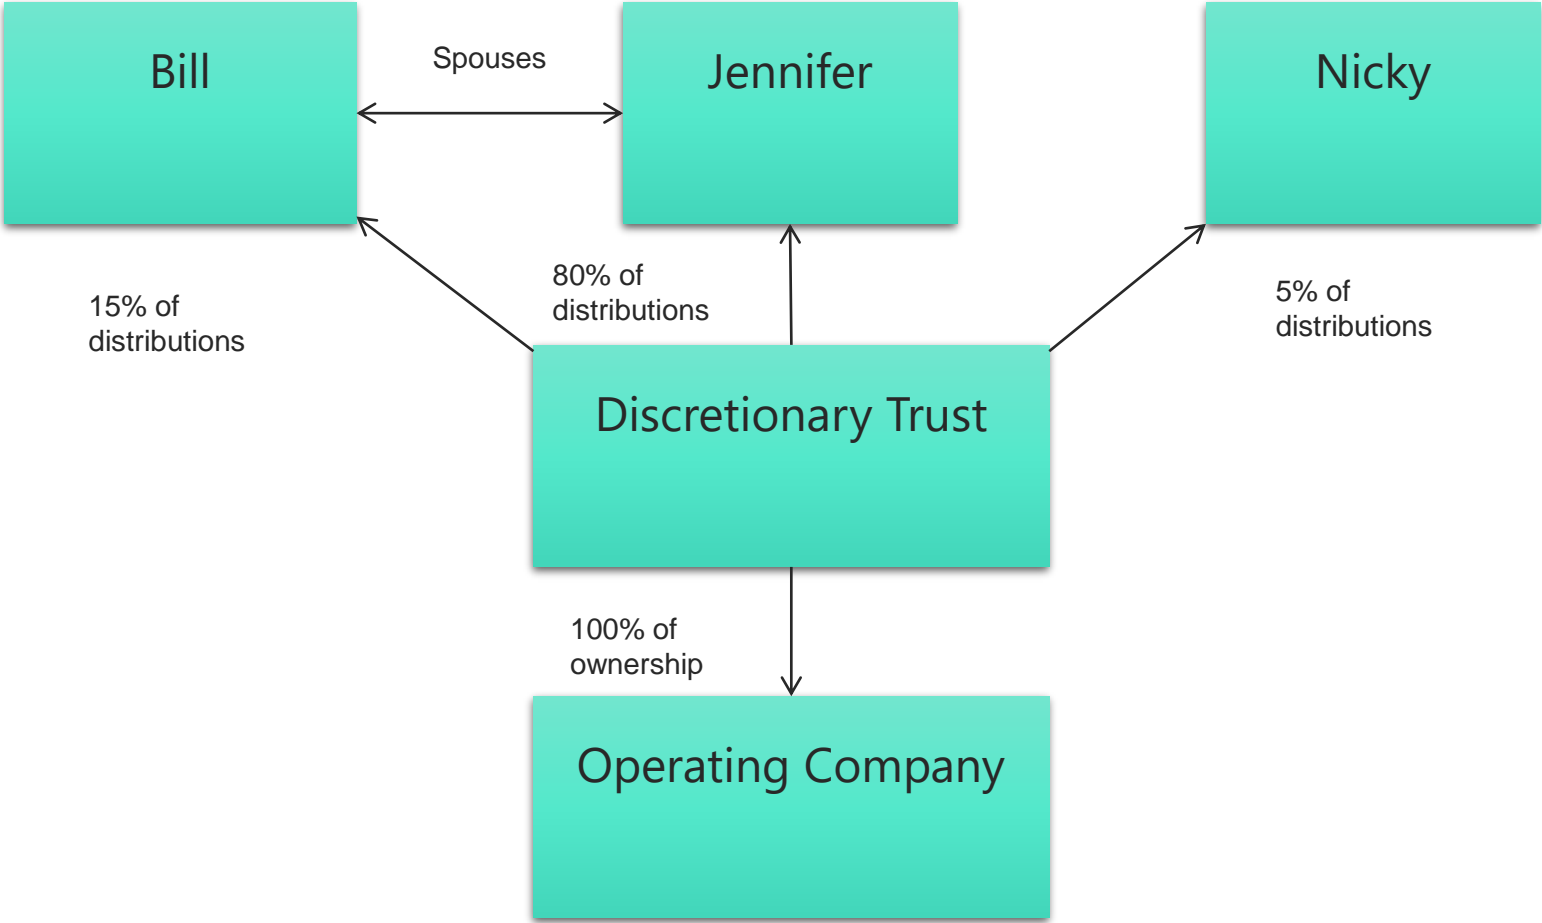 Bill
Spouses
Jennifer
Nicky
15% of
distributions
80% of
distributions
5% of
distributions
Discretionary Trust
100% of
ownership
Operating Company